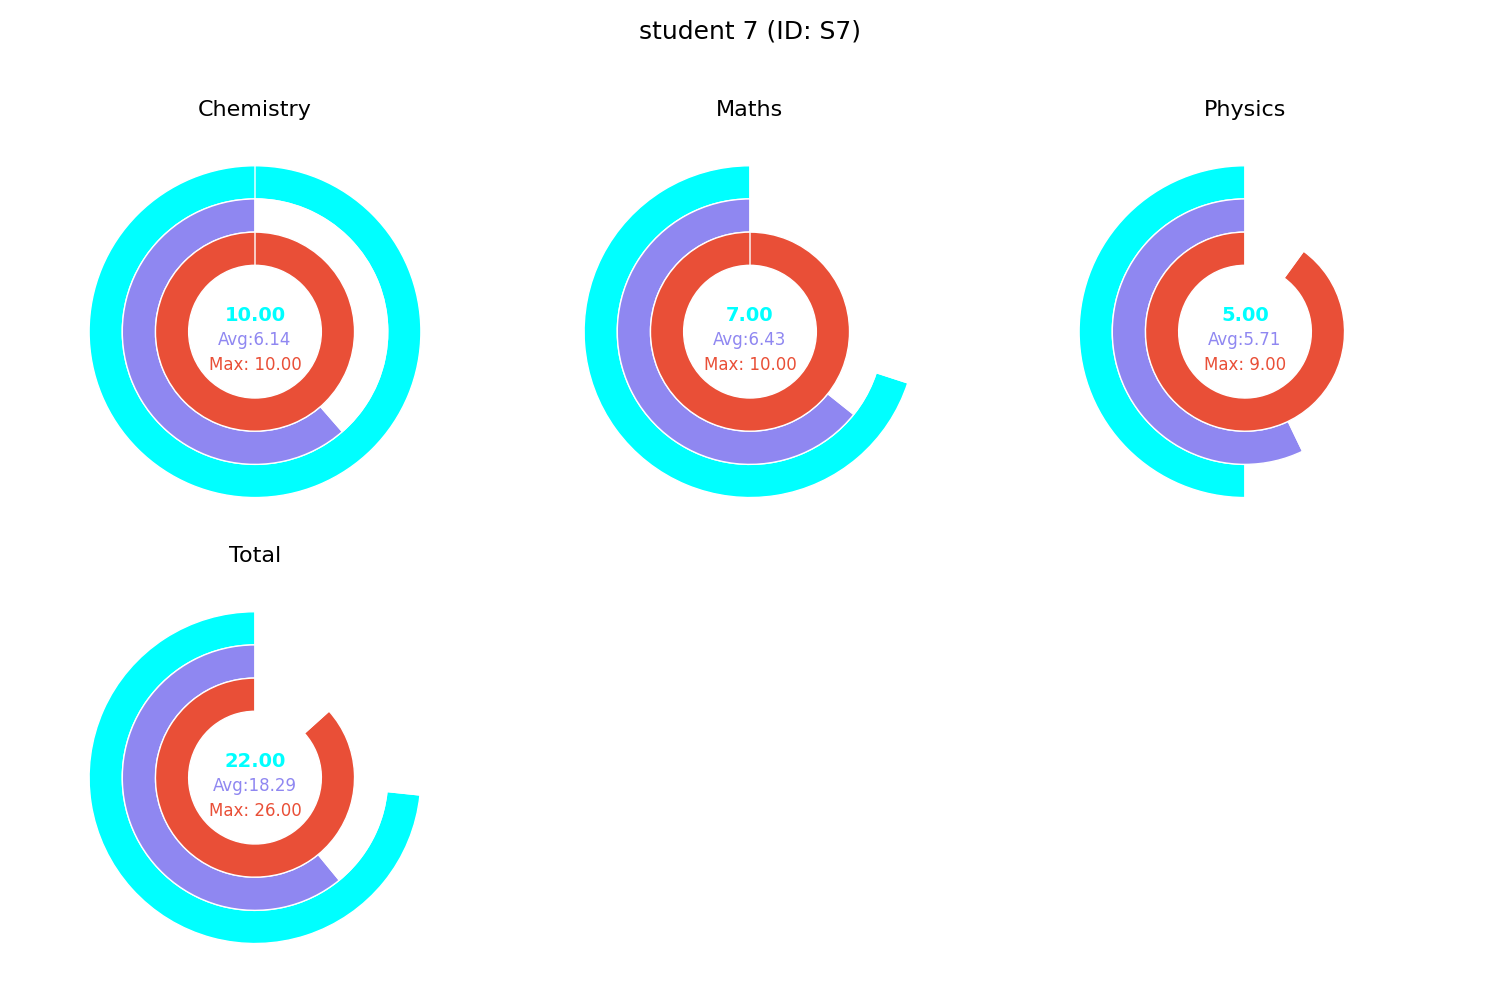 student 7 (ID: S7)
Chemistry
10.00
Avg:6.14
Max: 10.00
Maths
7.00
Avg:6.43
Max: 10.00
Physics
5.00
Avg:5.71
Max: 9.00
Total
22.00
Avg:18.29
Max: 26.00